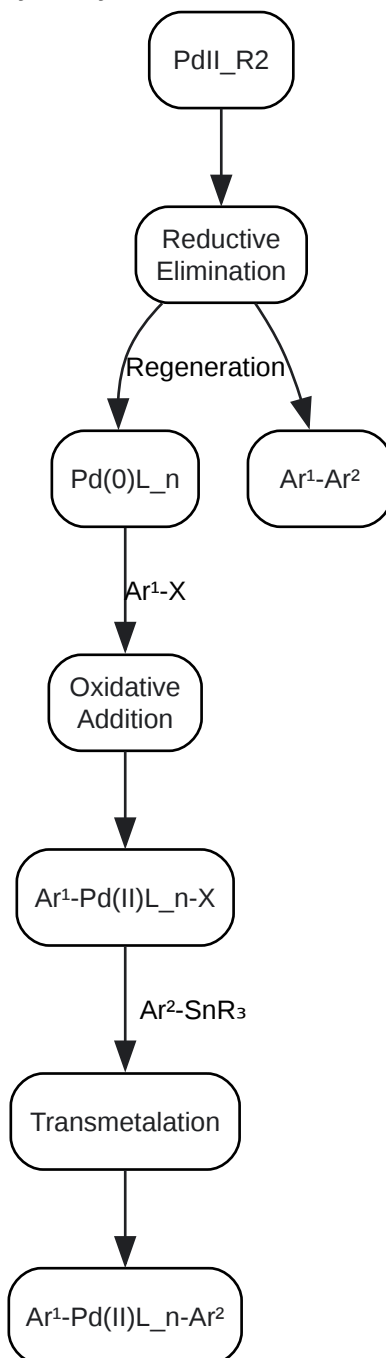 PdII_R2
Reductive
Elimination
Regeneration
Pd(0)L_n
Ar¹-Ar²
Ar¹-X
Oxidative
Addition
Ar¹-Pd(II)L_n-X
Ar²-SnR₃
Transmetalation
Ar¹-Pd(II)L_n-Ar²